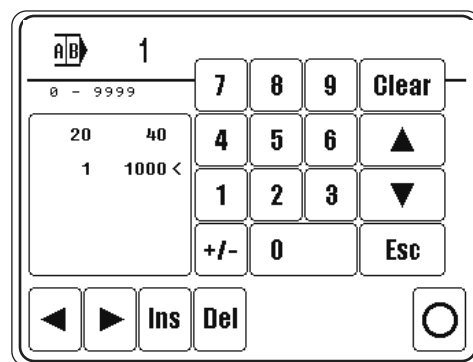 AB 1
0 - 9999
7 8 9 Clear
20 40
4 5 6
1 1000 <
1 2 3
+/- 0 Esc
Ins Del